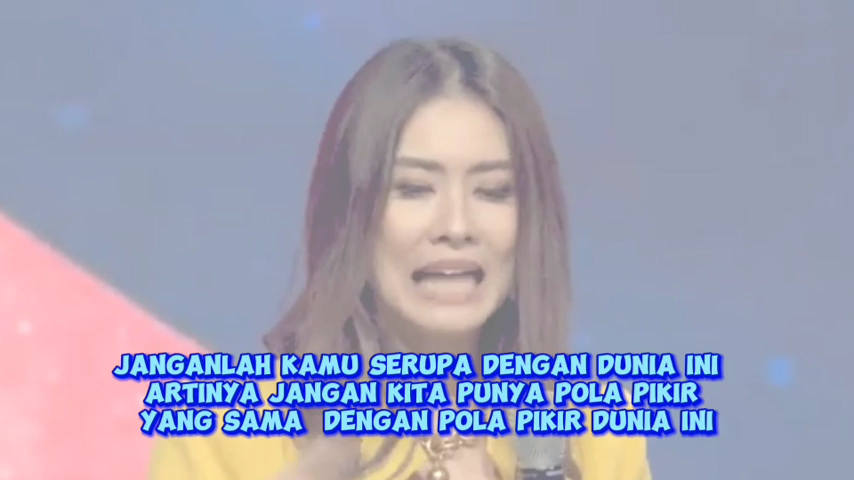 JANGANLAH KAMU SERUPA DENGAN DUNIA INI
ARTINYA JANGAN KITA PUNYA POLA PIKIR
YANG SAMA DENGAN POLA PIKIR DUNIA INI